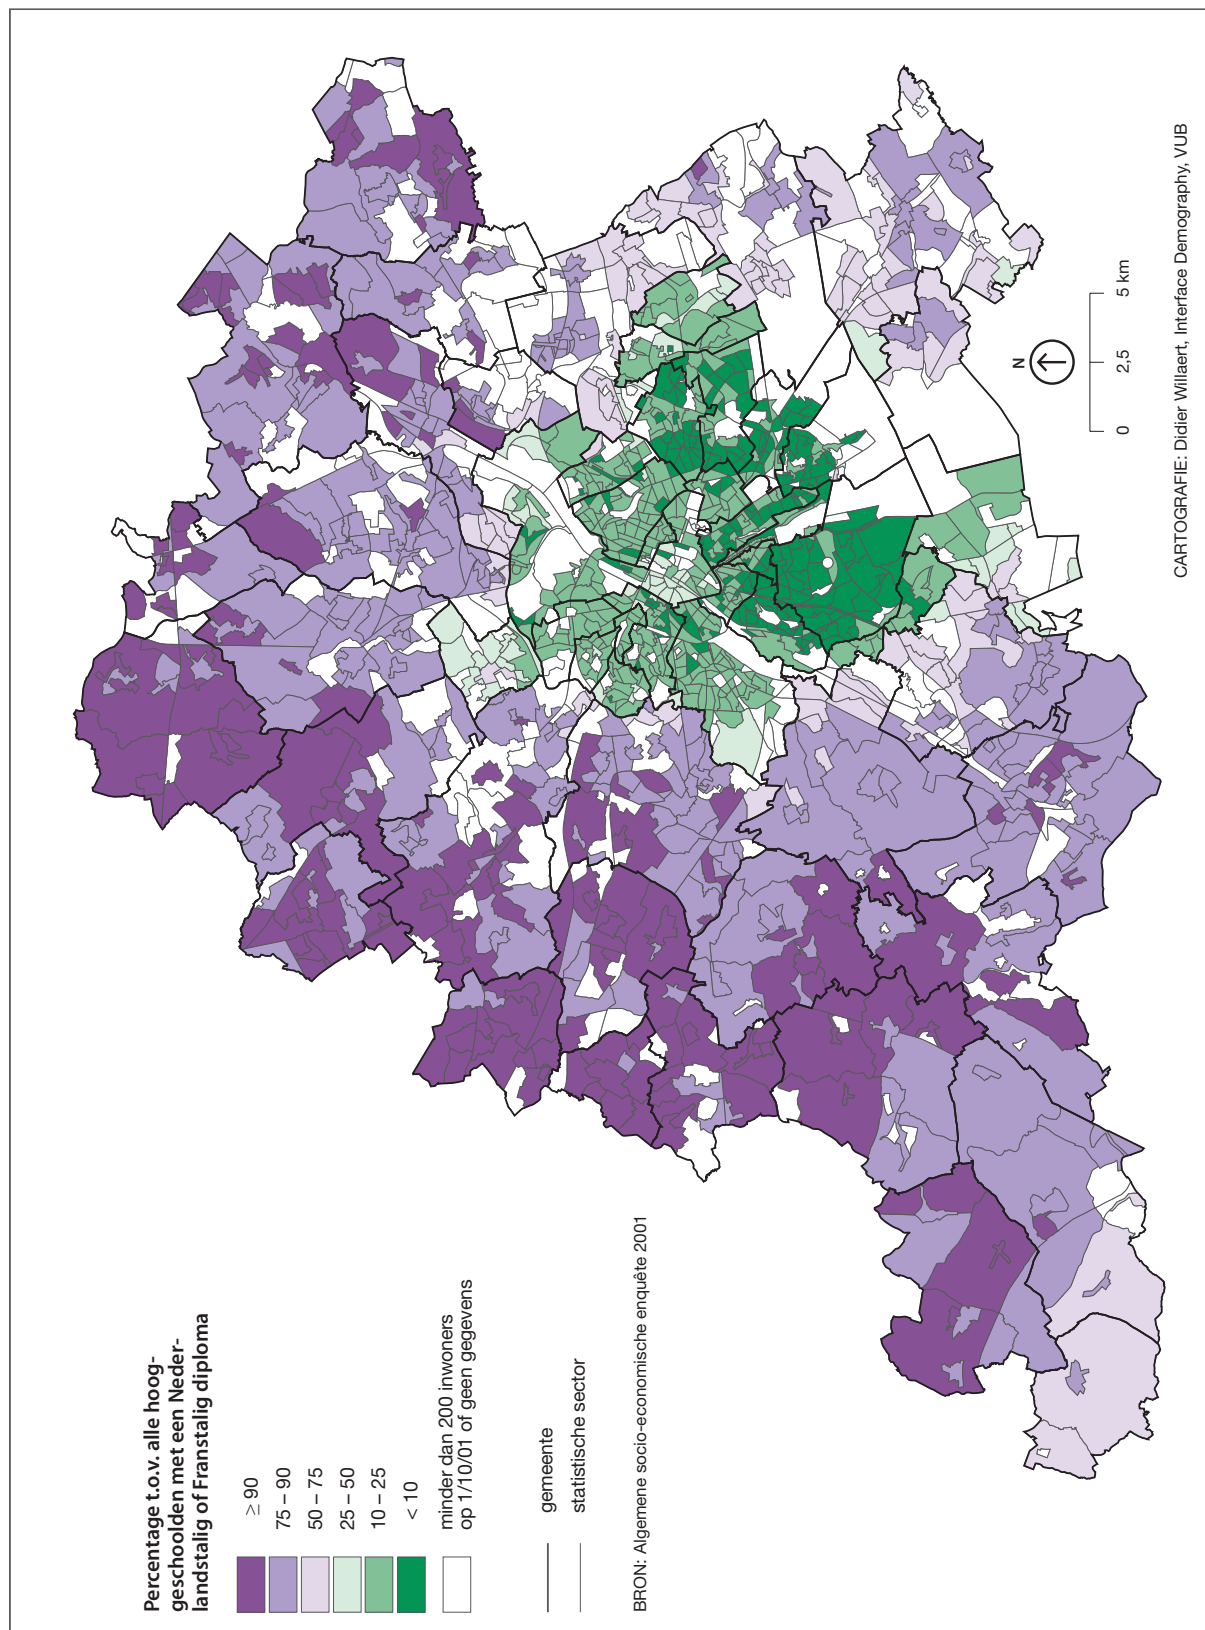 Percentage t.o.v. alle hoog-
geschoolden met een Neder-
landstalig of Franstalig diploma
≥ 90
75 – 90
50 – 75
25 – 50
10 – 25
< 10
minder dan 200 inwoners
op 1/10/01 of geen gegevens
gemeente
statistische sector
BRON: Algemene socio-economische enquête 2001
N
0
2,5
5 km
CARTOGRAFIE: Didier Willaert, Interface Demography, VUB